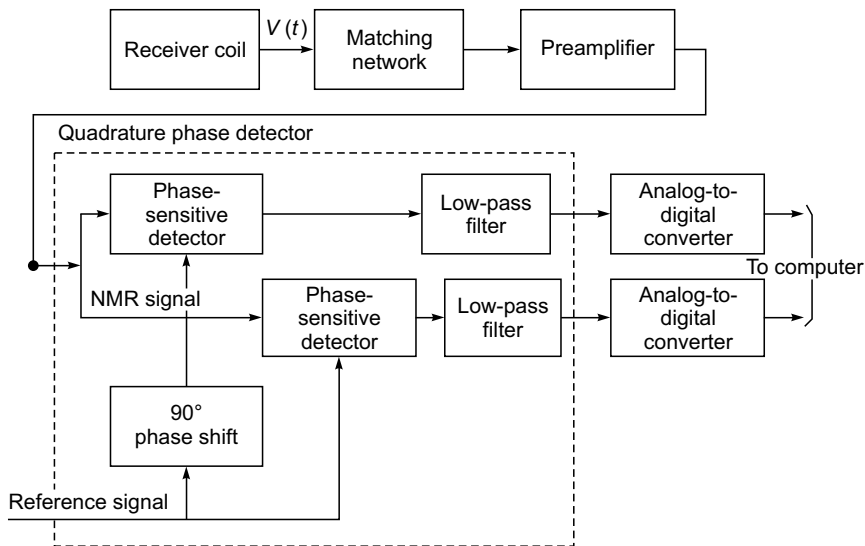 V (t)
Receiver coil
Matching
network
Preamplifier
Quadrature phase detector
Phase-
sensitive
detector
Low-pass
filter
Analog-to-
digital
converter
To computer
NMR signal
Phase-
sensitive
detector
Low-pass
filter
Analog-to-
digital
converter
90°
phase shift
Reference signal